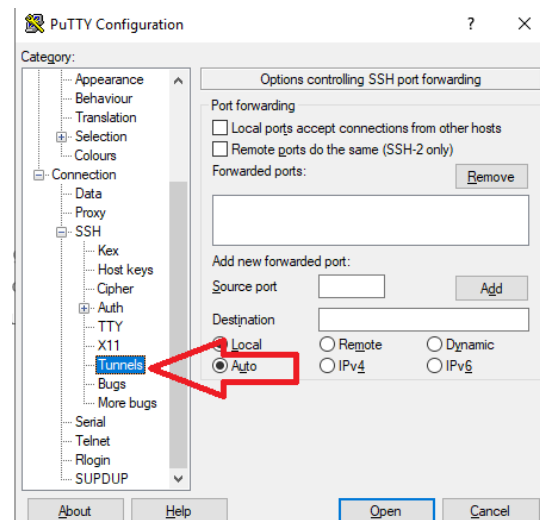 PuTTY Configuration
?
×
Category:
Appearance
Behaviour
Translation
Selection
Colours
Connection
Data
Proxy
SSH
Kex
Host keys
Cipher
Auth
TTY
X11
Tunnels
Bugs
More bugs
Serial
Telnet
Rlogin
SUPDUP
Options controlling SSH port forwarding
Port forwarding
Local ports accept connections from other hosts
Remote ports do the same (SSH-2 only)
Forwarded ports:
Remove
Add new forwarded port:
Source port
Add
Destination
Local Remote Dynamic
Auto IPv4 IPv6
About Help Open Cancel